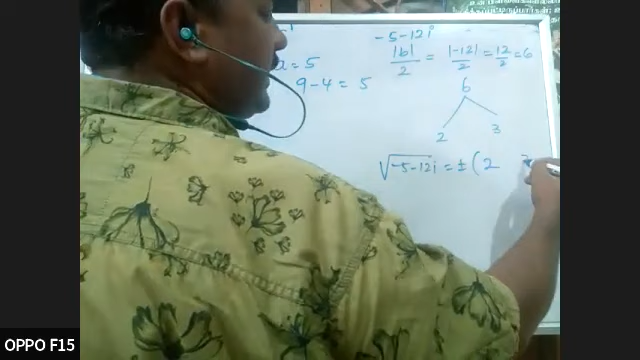 -5-12i
|b|/2 = |-12|/2 = 12/2 = 6
= 5
9-4 = 5
6
2 3
√-5-12i = ± ( 2
OPPO F15